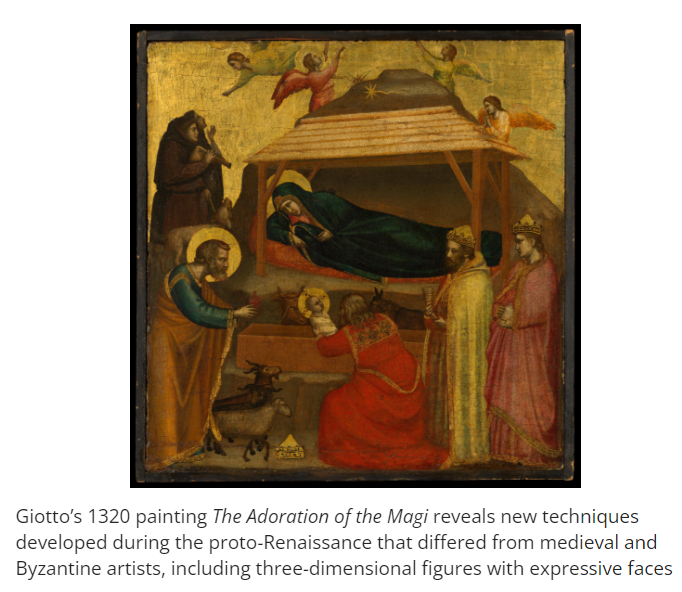 Giotto’s 1320 painting The Adoration of the Magi reveals new techniques
developed during the proto-Renaissance that differed from medieval and
Byzantine artists, including three-dimensional figures with expressive faces